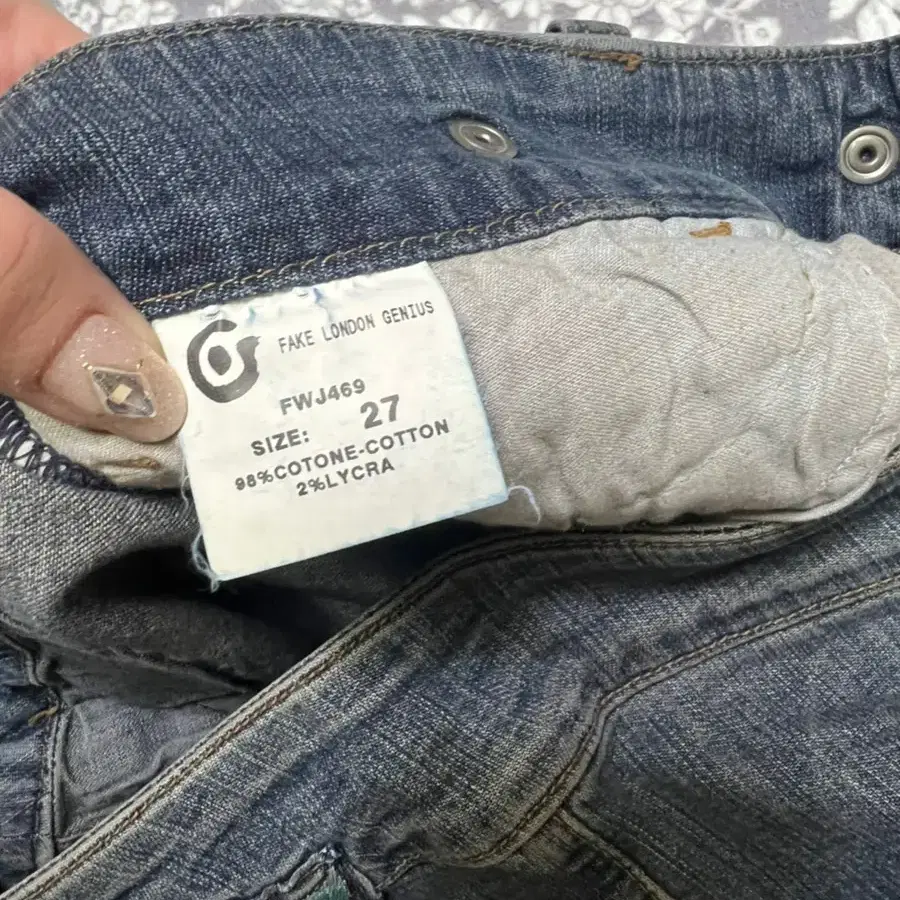 FAKE LONDON GENIUS
FWJ469
SIZE: 27
98%COTONE-COTTON
2%LYCRA